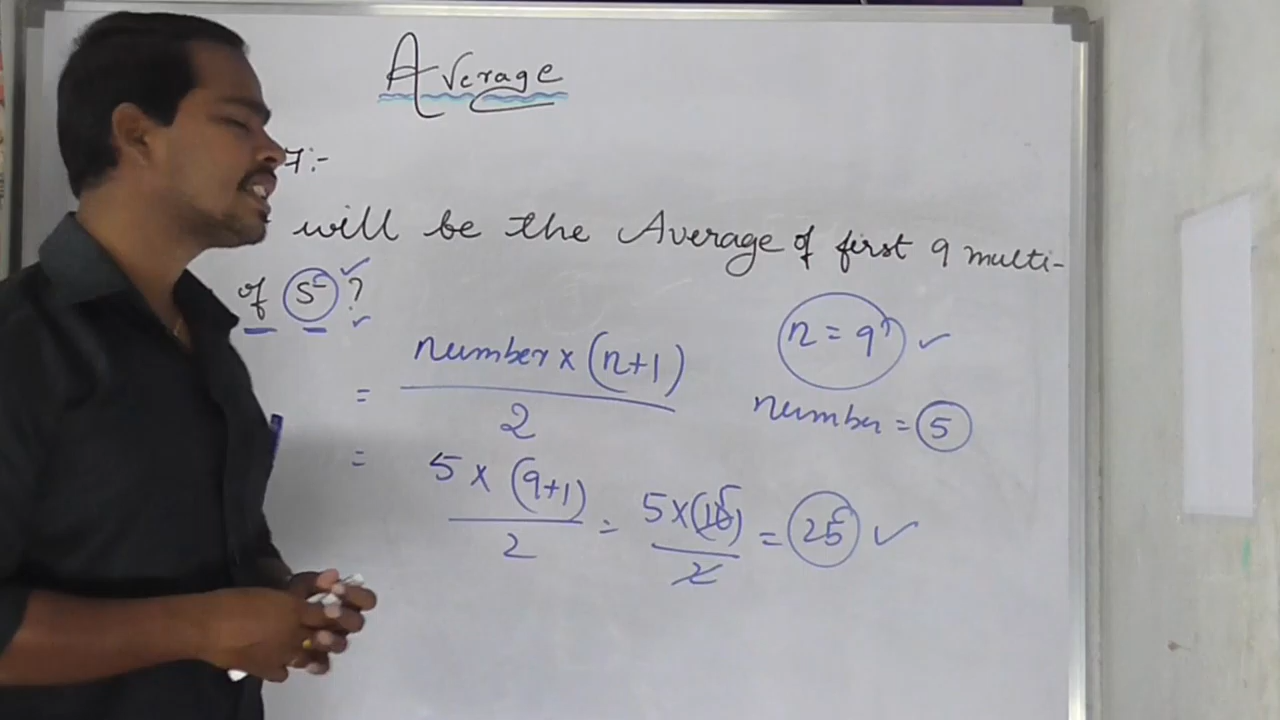 Average
7:-
will be the Average of first 9 multi-
of 5 ?
= number x (n+1) / 2
n = 9
number = 5
= 5 x (9+1) / 2 = 5 x (10) / 2 = 25